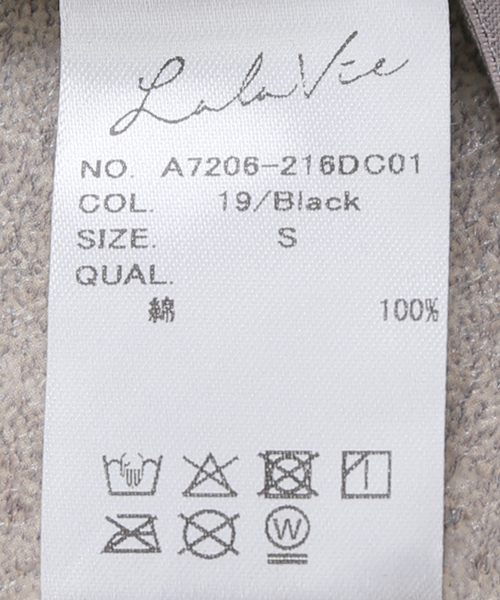 LalaVie
NO. A7206-216DC01
COL. 19/Black
SIZE. S
QUAL.
綿 100%
W